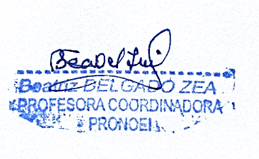 Beatriz BELGADO ZEA
PROFESORA COORDINADORA
PRONOEI